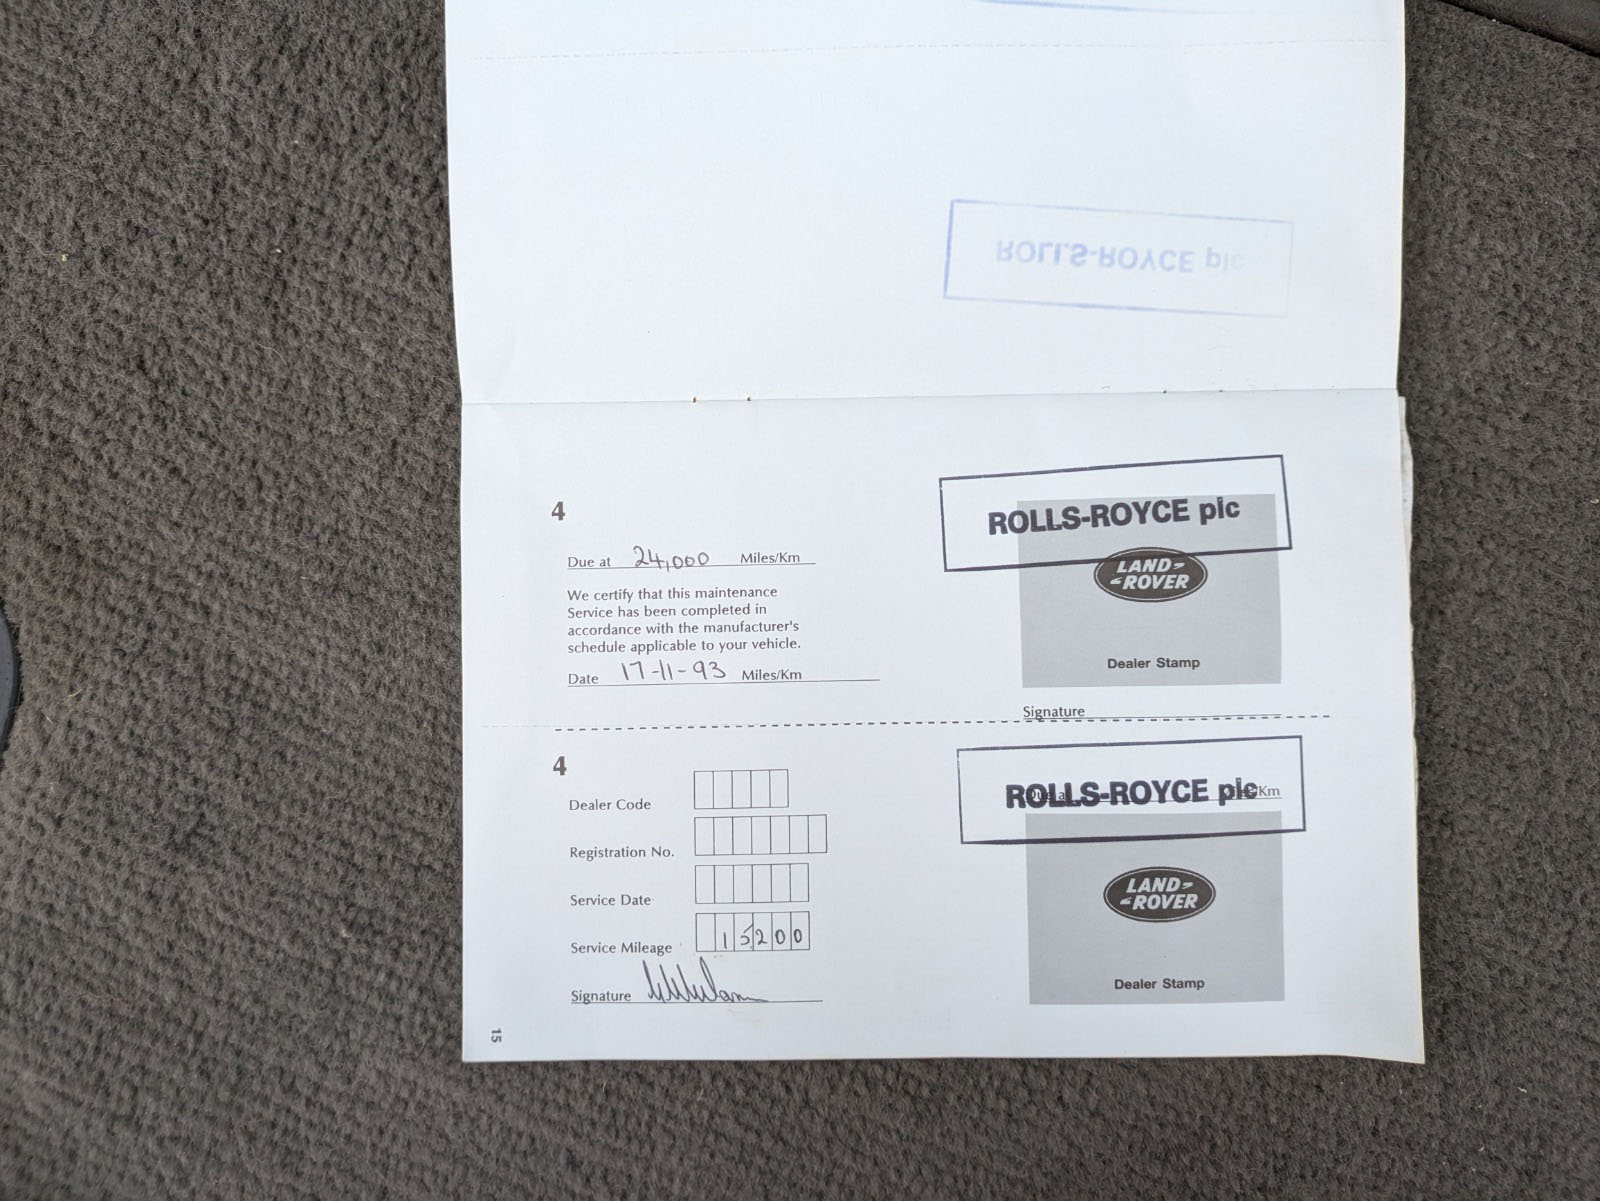 ROLLS-ROYCE plc
4
ROLLS-ROYCE plc
Due at 24,000 Miles/Km
LAND-
ROVER
We certify that this maintenance
Service has been completed in
accordance with the manufacturer's
schedule applicable to your vehicle.
Dealer Stamp
Date 17-11-93 Miles/Km
Signature
4
ROLLS-ROYCE plc
Km
Dealer Code
Registration No.
LAND-
ROVER
Service Date
Service Mileage 15200
Dealer Stamp
Signature
15